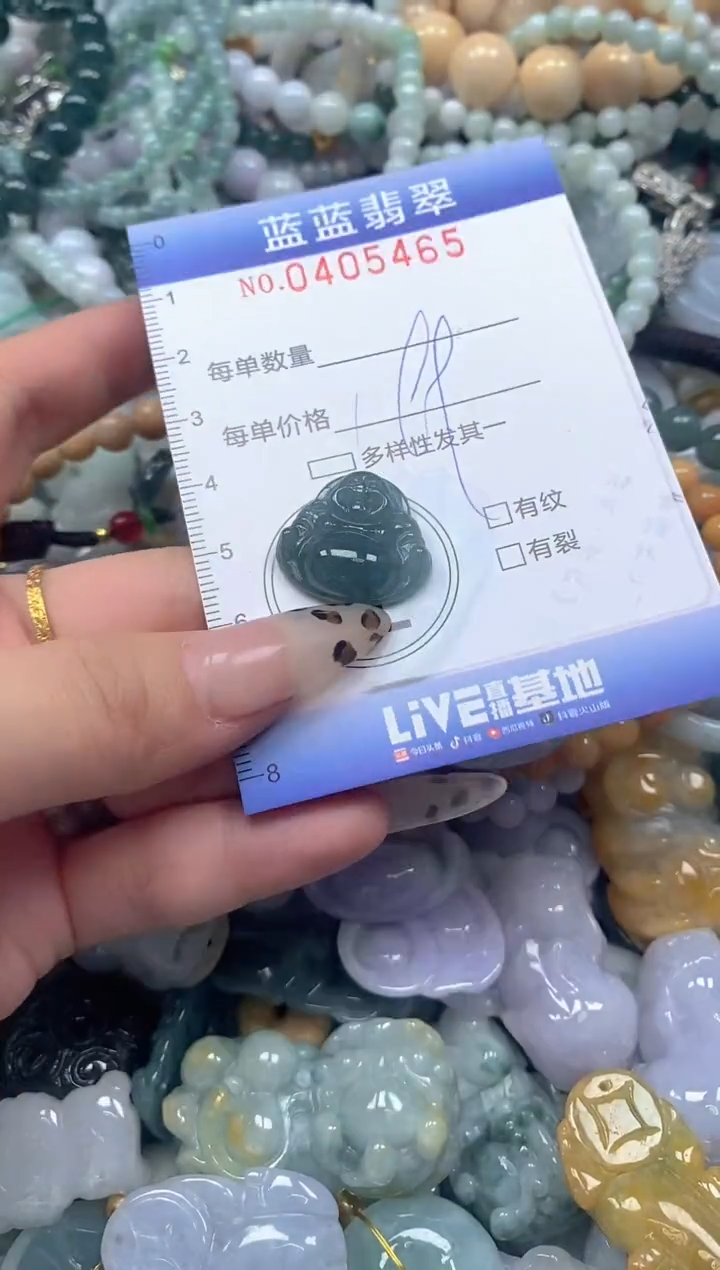 蓝蓝翡翠
NO.0405465
每单数量
每单价格
多样性发其一
有纹
有裂
0
1
2
3
4
5
6
8
LiVE直播基地
今日头条 抖音 西瓜视频 抖音火山版